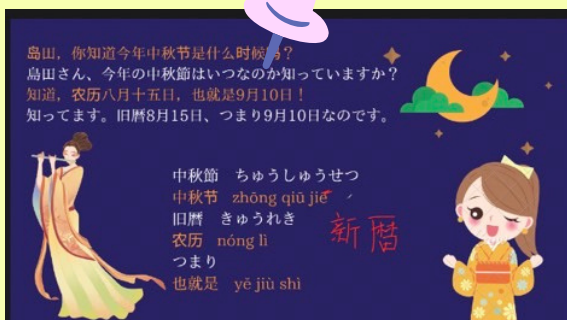 岛田，你知道今年中秋节是什么时候吗？
島田さん、今年の中秋節はいつなのか知っていますか？
知道，农历八月十五日，也就是9月10日！
知ってます。旧暦8月15日、つまり9月10日なのです。
中秋節　ちゅうしゅうせつ
中秋节　zhōng qiū jié
旧暦　きゅうれき
新暦
农历　nóng lì
つまり
也就是　yě jiù shì